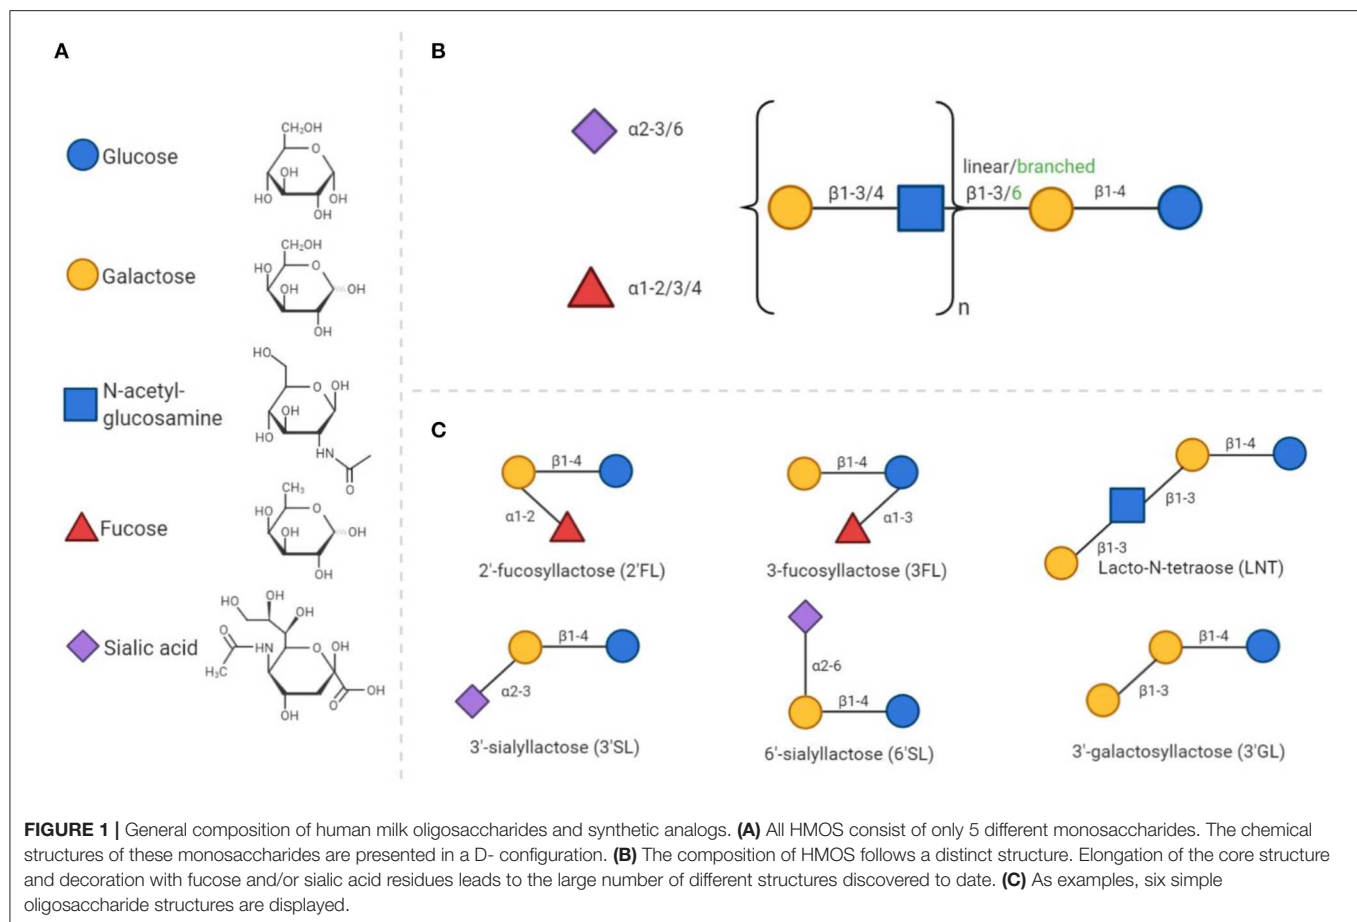 A
Glucose
CH₂OH
O
OH
HO
OH
OH
Galactose
CH₂OH
HO
O
OH
OH
OH
N-acetyl-
glucosamine
HO
O
OH
OH
HO
HN
O
Fucose
CH₃
HO
O
OH
OH
OH
Sialic acid
OH
HO
OH
O
HN
O
OH
H₃C
OH
O
OH
B
α2-3/6
α1-2/3/4
β1-3/4
linear/branched
β1-3/6
β1-4
n
C
β1-4
α1-2
2'-fucosyllactose (2'FL)
β1-4
α1-3
3-fucosyllactose (3FL)
β1-4
β1-3
β1-3
Lacto-N-tetraose (LNT)
β1-4
α2-3
3'-sialyllactose (3'SL)
α2-6
β1-4
6'-sialyllactose (6'SL)
β1-4
β1-3
3'-galactosyllactose (3'GL)
FIGURE 1 | General composition of human milk oligosaccharides and synthetic analogs. (A) All HMOS consist of only 5 different monosaccharides. The chemical
structures of these monosaccharides are presented in a D- configuration. (B) The composition of HMOS follows a distinct structure. Elongation of the core structure
and decoration with fucose and/or sialic acid residues leads to the large number of different structures discovered to date. (C) As examples, six simple
oligosaccharide structures are displayed.